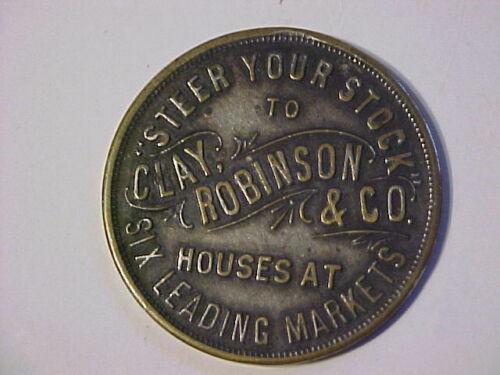 "STEER YOUR STOCK"
TO
CLAY,
ROBINSON
& CO.
HOUSES AT
SIX LEADING MARKETS